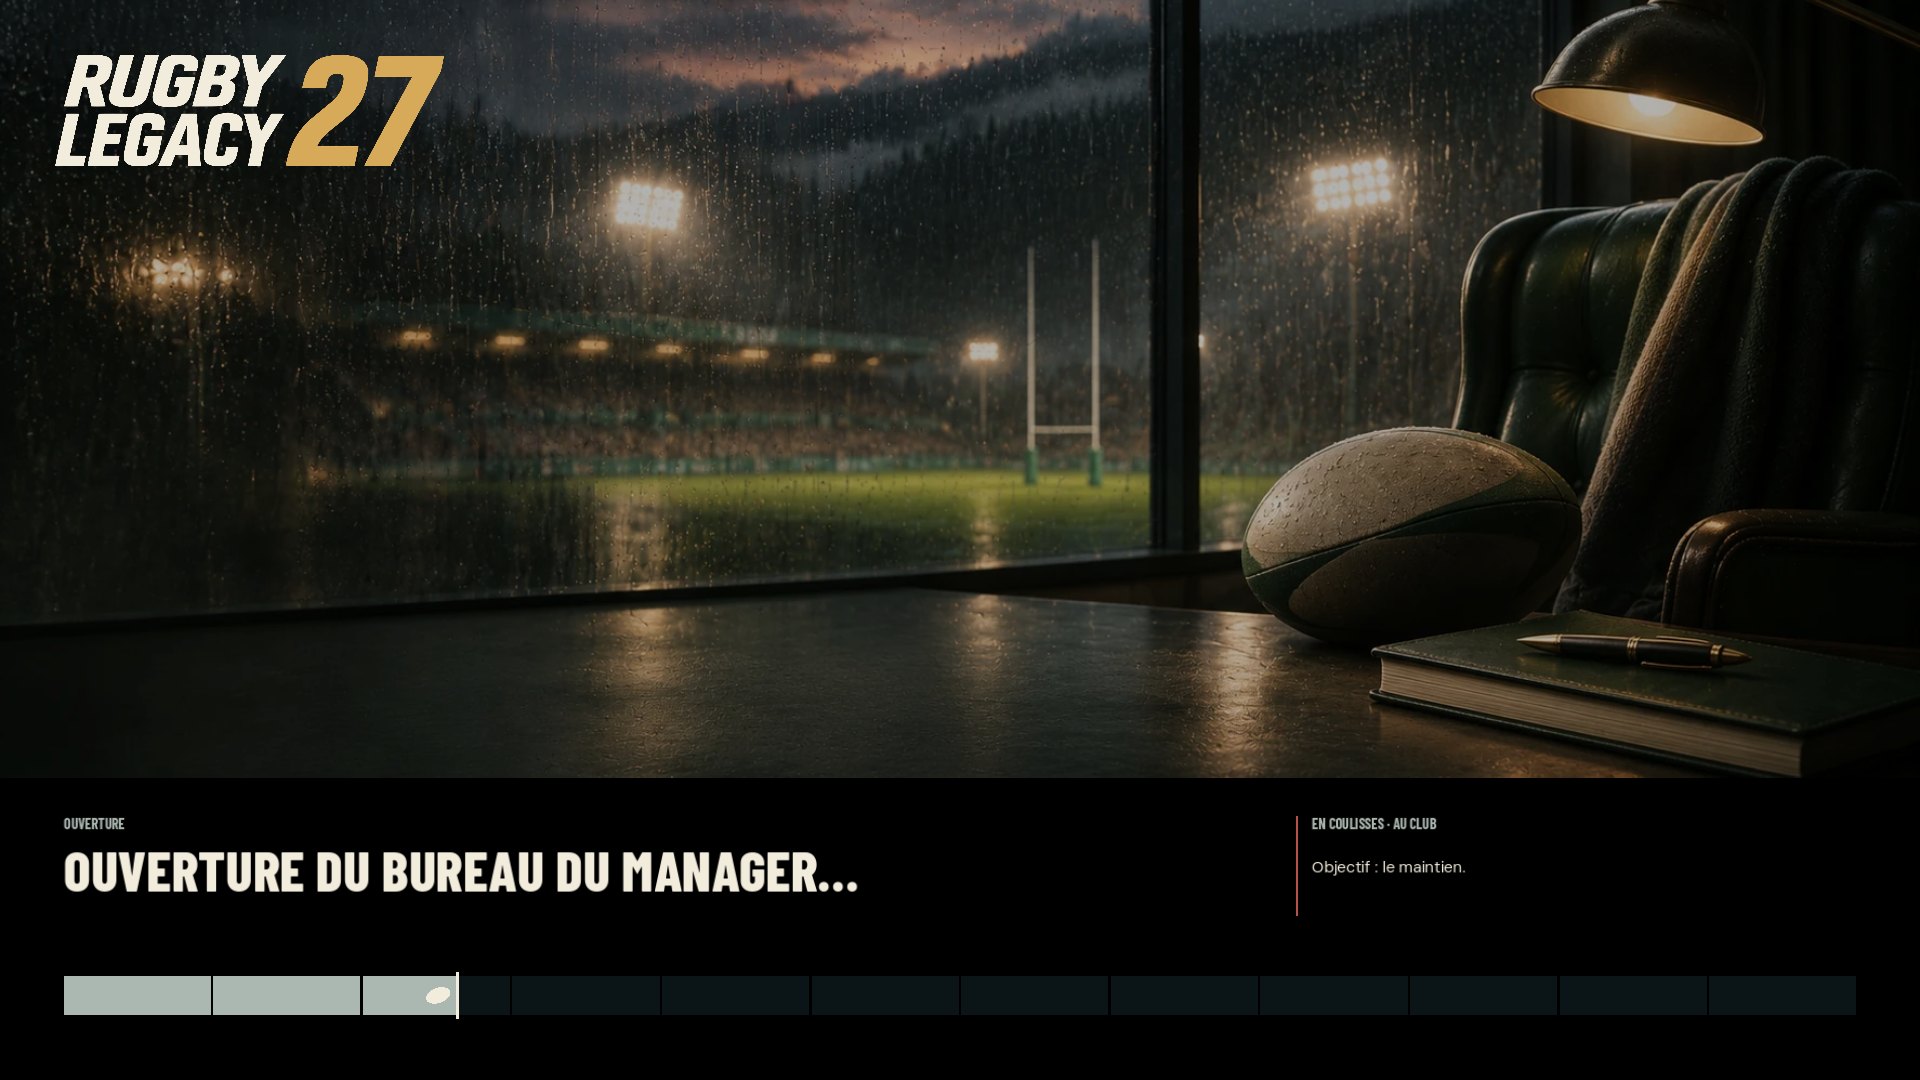 RUGBY
LEGACY 27
OUVERTURE
OUVERTURE DU BUREAU DU MANAGER...
EN COULISSES · AU CLUB
Objectif : le maintien.